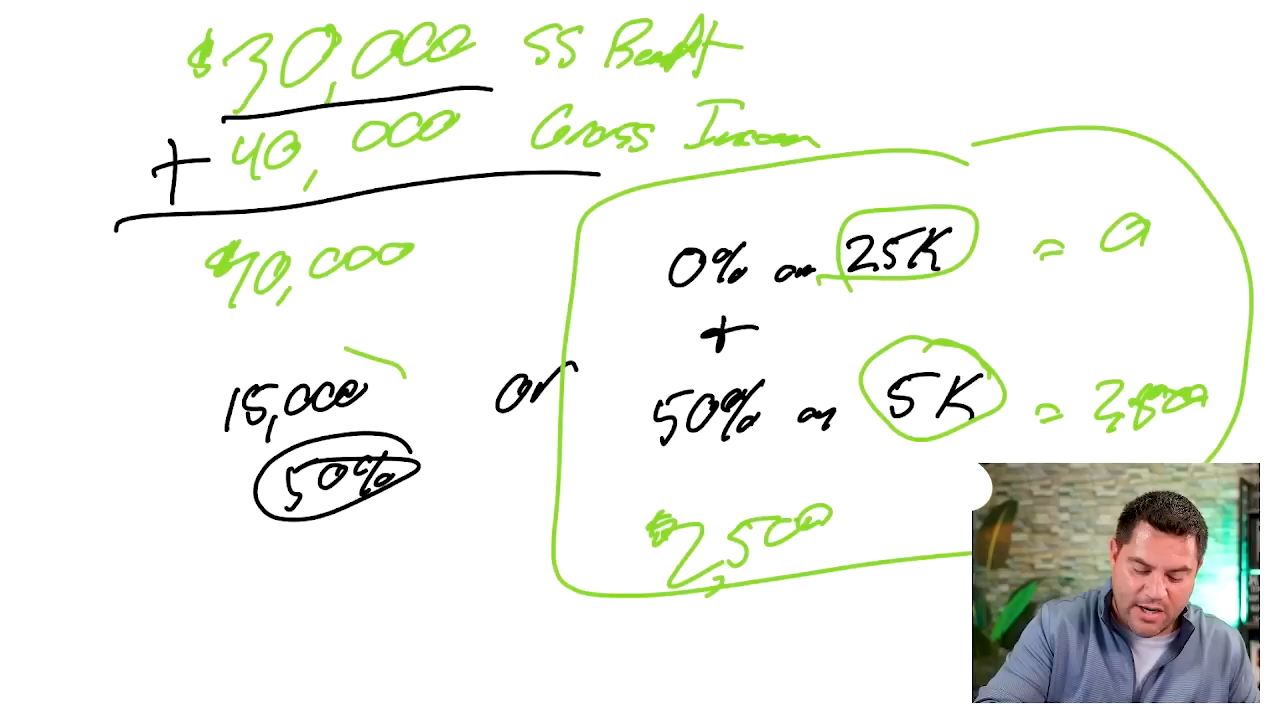 $30,000 SS Benefit
+ 40,000 Gross Income
$70,000
0% on 25K = 0
+
15,000 or 50% on 5K = 2,500
50%
$2,500